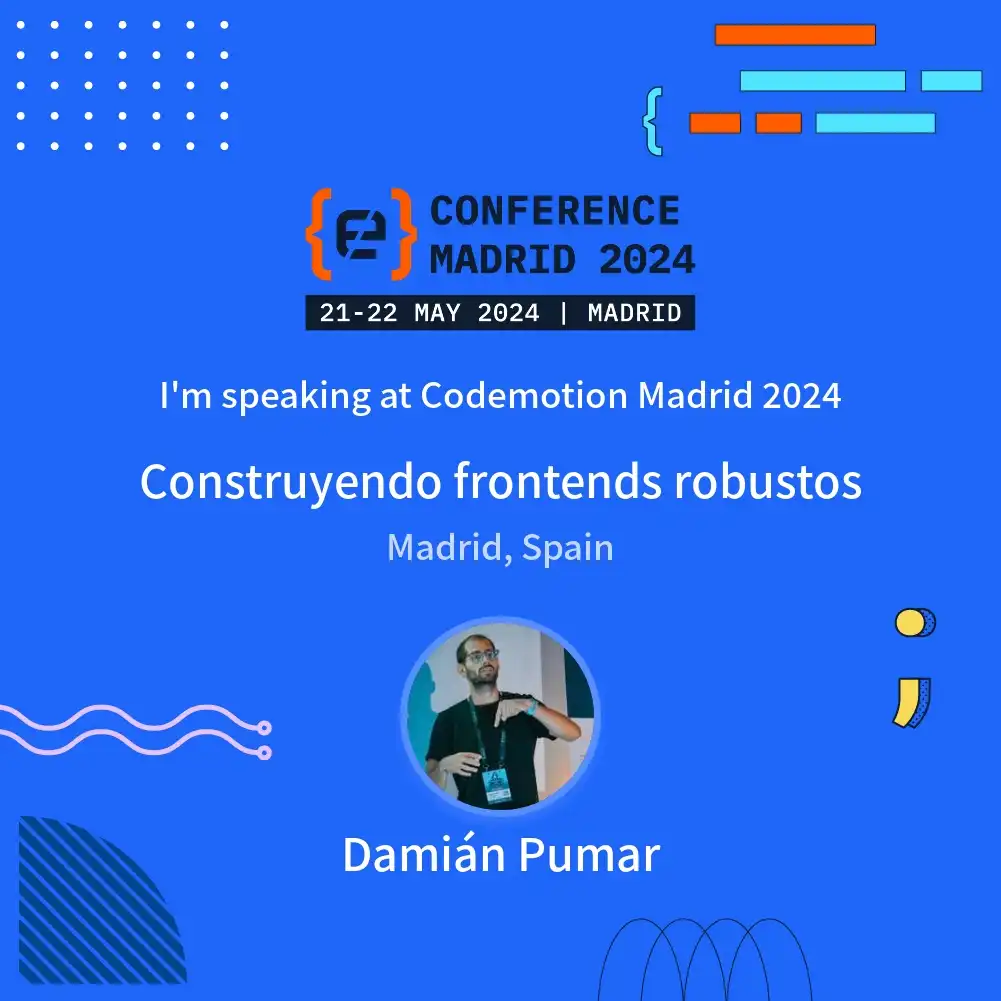 CONFERENCE
MADRID 2024
21-22 MAY 2024 | MADRID
I'm speaking at Codemotion Madrid 2024
Construyendo frontends robustos
Madrid, Spain
Damián Pumar